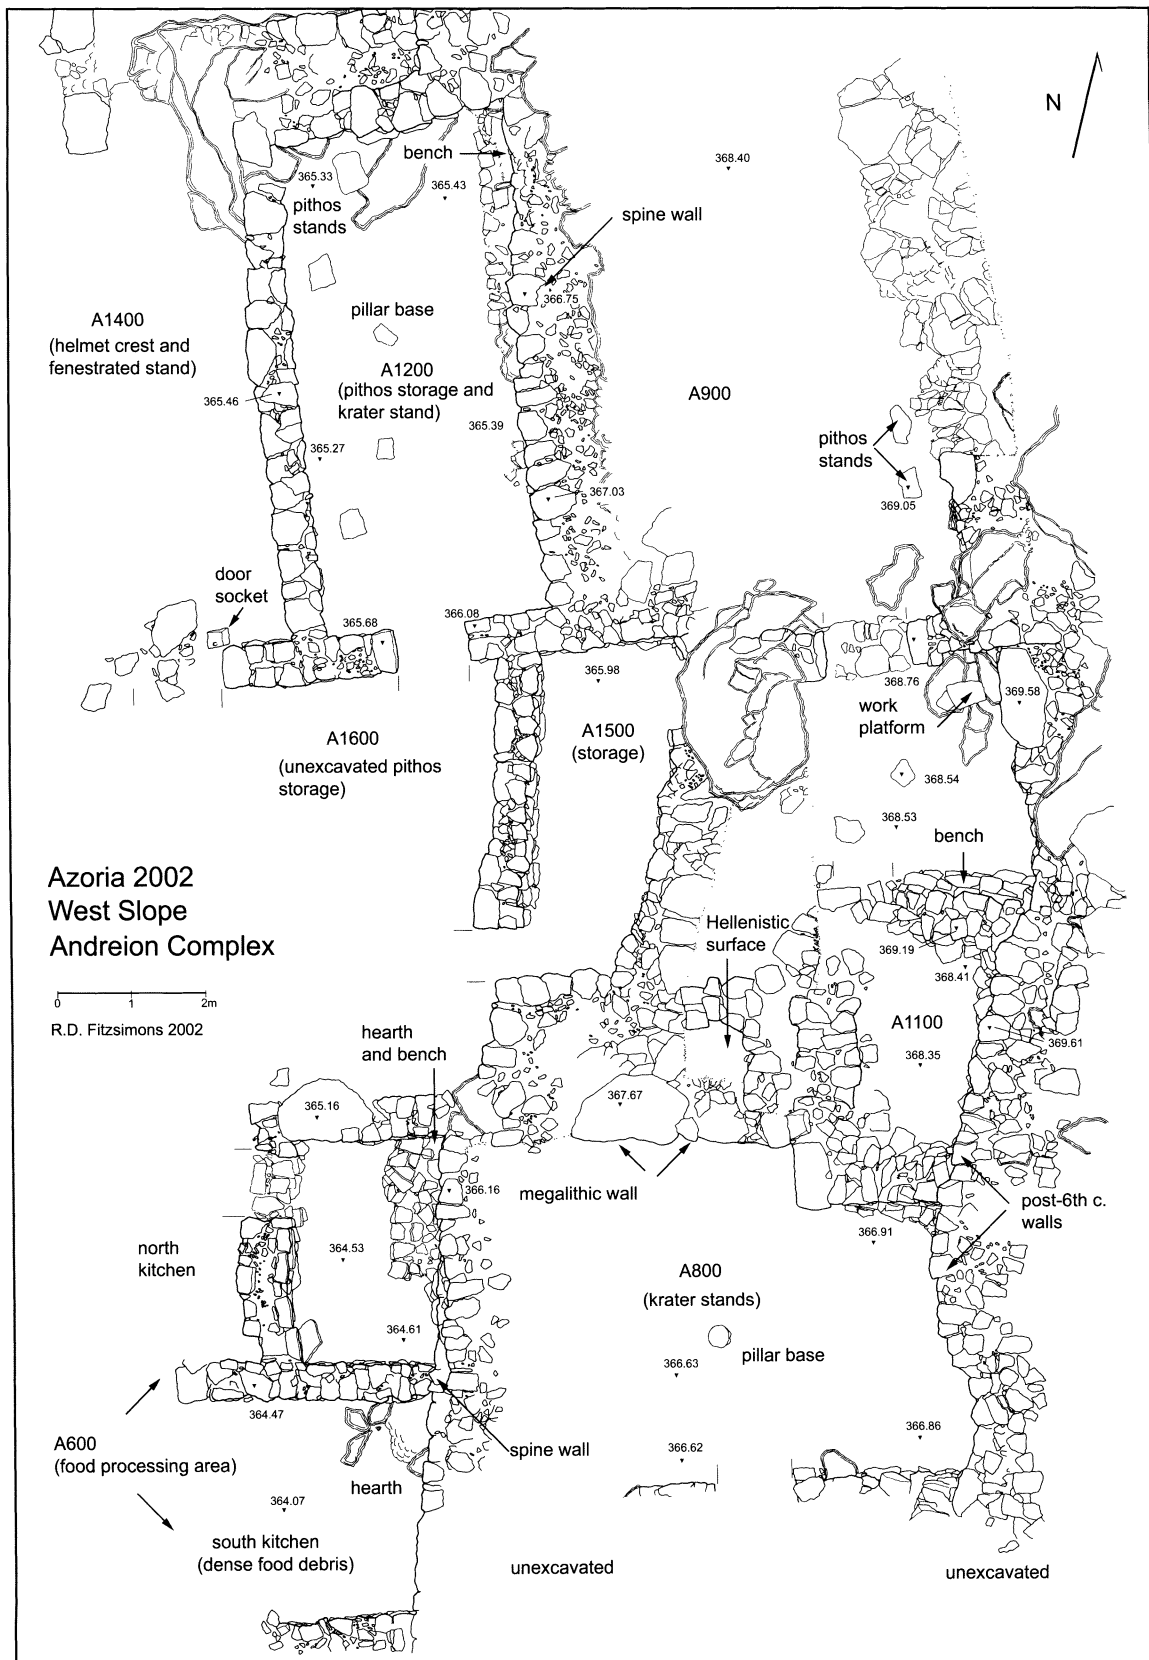 N
bench
368.40
365.33
365.43
pithos
stands
spine wall
366.75
pillar base
A1400
(helmet crest and
fenestrated stand)
A1200
(pithos storage and
krater stand)
A900
365.46
365.39
pithos
stands
365.27
367.03
369.05
door
socket
366.08
365.68
365.98
368.76
369.58
work
platform
A1600
(unexcavated pithos
storage)
A1500
(storage)
368.54
368.53
bench
Azoria 2002
West Slope
Andreion Complex
Hellenistic
surface
369.19
368.41
0 1 2m
R.D. Fitzsimons 2002
hearth
and bench
A1100
369.61
368.35
365.16
367.67
366.16
megalithic wall
post-6th c.
walls
366.91
north
kitchen
364.53
A800
(krater stands)
364.61
pillar base
366.63
364.47
366.86
A600
(food processing area)
spine wall
366.62
hearth
364.07
south kitchen
(dense food debris)
unexcavated
unexcavated